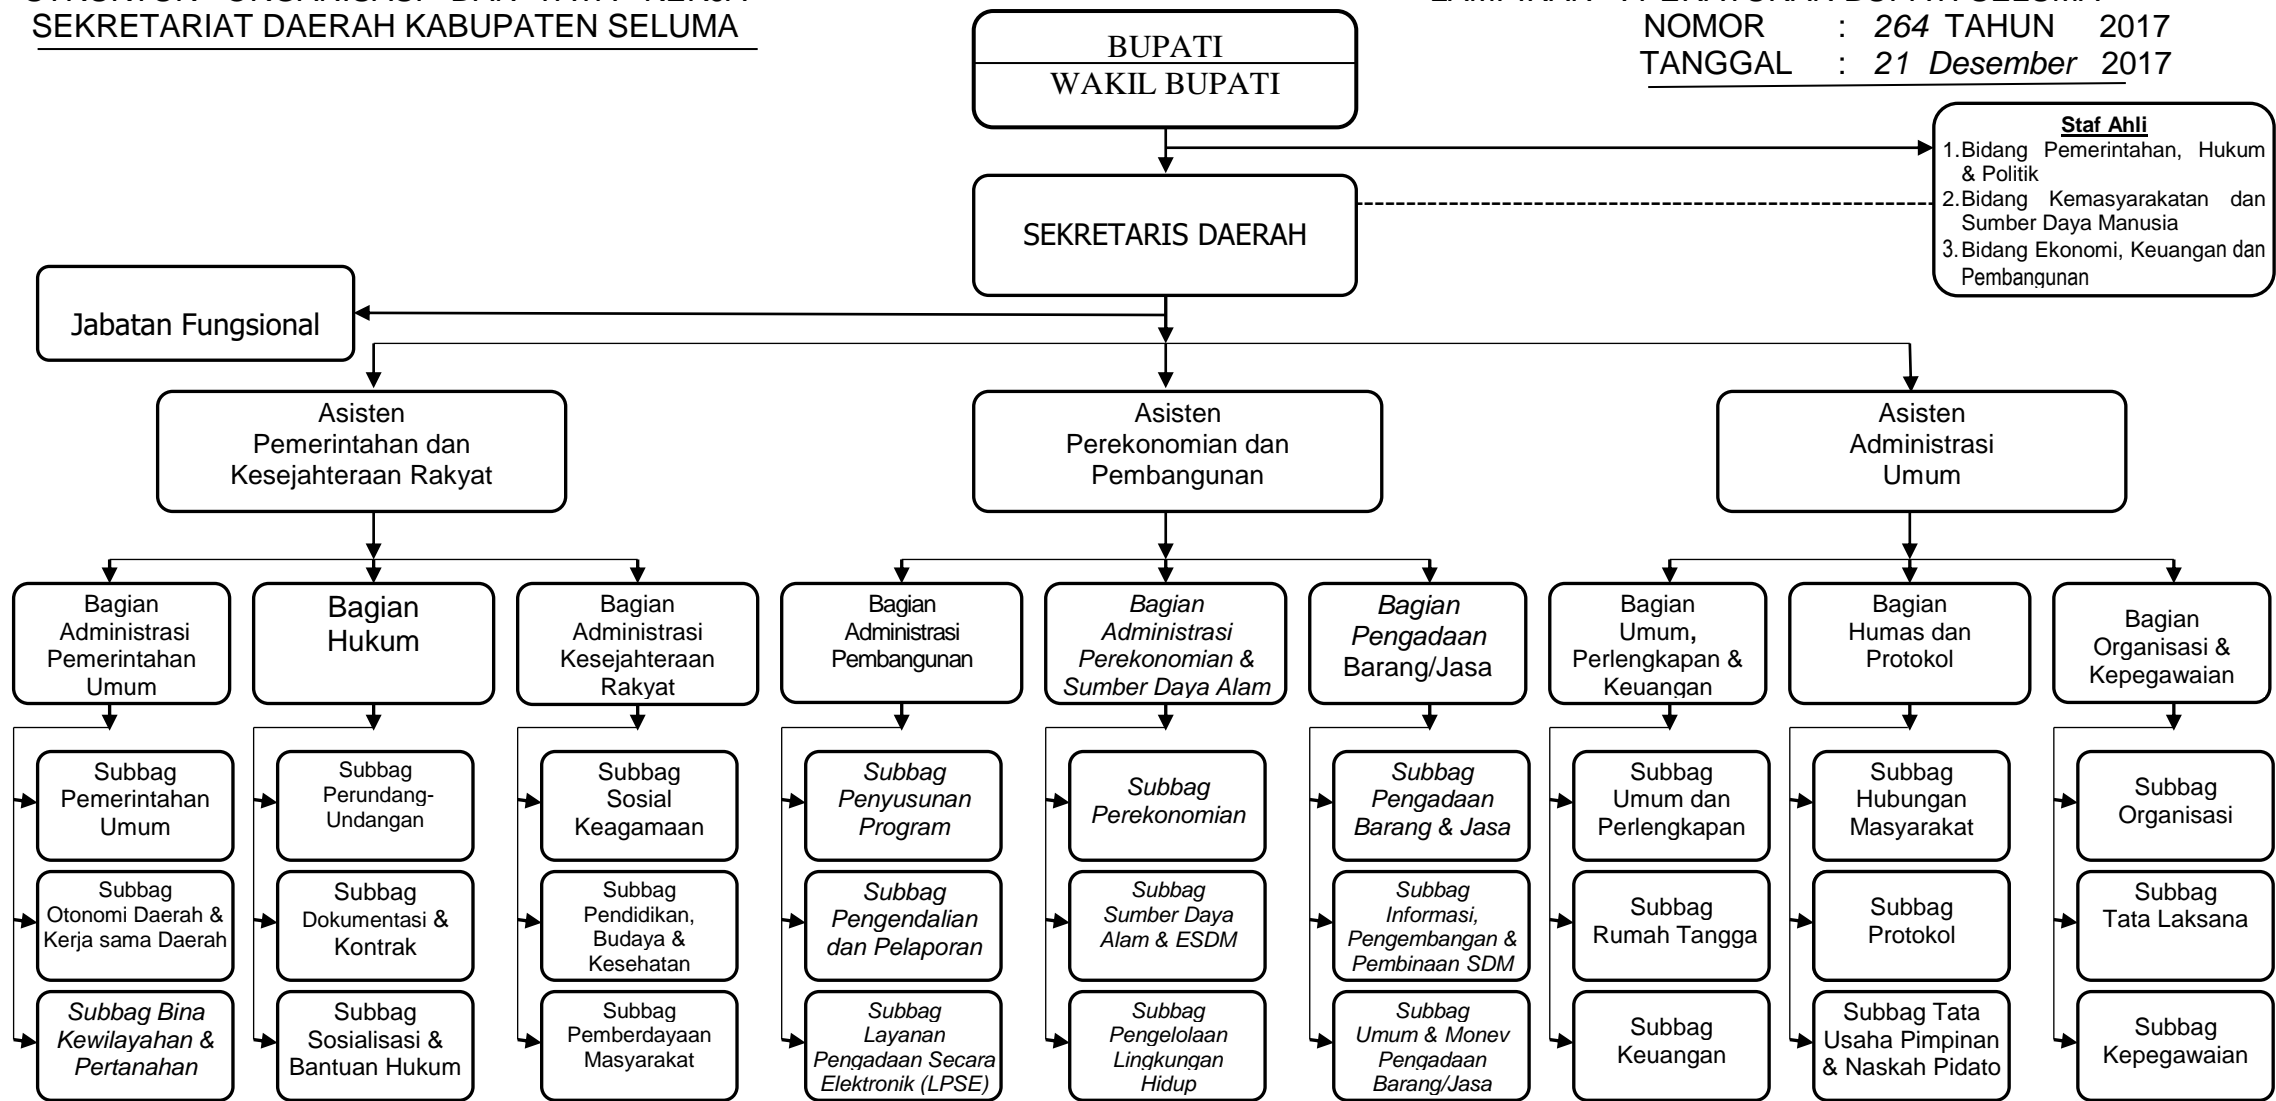 STRUKTUR ORGANISASI DAN TATA KERJA
SEKRETARIAT DAERAH KABUPATEN SELUMA
LAMPIRAN : PERATURAN BUPATI SELUMA
NOMOR : 264 TAHUN 2017
TANGGAL : 21 Desember 2017
BUPATI
WAKIL BUPATI
Staf Ahli
1.Bidang Pemerintahan, Hukum
& Politik
2.Bidang Kemasyarakatan dan
Sumber Daya Manusia
3.Bidang Ekonomi, Keuangan dan
Pembangunan
SEKRETARIS DAERAH
Jabatan Fungsional
Asisten
Pemerintahan dan
Kesejahteraan Rakyat
Asisten
Perekonomian dan
Pembangunan
Asisten
Administrasi
Umum
Bagian
Administrasi
Pemerintahan
Umum
Bagian
Hukum
Bagian
Administrasi
Kesejahteraan
Rakyat
Bagian
Administrasi
Pembangunan
Bagian
Administrasi
Perekonomian &
Sumber Daya Alam
Bagian
Pengadaan
Barang/Jasa
Bagian
Umum,
Perlengkapan &
Keuangan
Bagian
Humas dan
Protokol
Bagian
Organisasi &
Kepegawaian
Subbag
Pemerintahan
Umum
Subbag
Perundang-
Undangan
Subbag
Sosial
Keagamaan
Subbag
Penyusunan
Program
Subbag
Perekonomian
Subbag
Pengadaan
Barang & Jasa
Subbag
Umum dan
Perlengkapan
Subbag
Hubungan
Masyarakat
Subbag
Organisasi
Subbag
Otonomi Daerah &
Kerja sama Daerah
Subbag
Dokumentasi &
Kontrak
Subbag
Pendidikan,
Budaya &
Kesehatan
Subbag
Pengendalian
dan Pelaporan
Subbag
Sumber Daya
Alam & ESDM
Subbag
Informasi,
Pengembangan &
Pembinaan SDM
Subbag
Rumah Tangga
Subbag
Protokol
Subbag
Tata Laksana
Subbag Bina
Kewilayahan &
Pertanahan
Subbag
Sosialisasi &
Bantuan Hukum
Subbag
Pemberdayaan
Masyarakat
Subbag
Layanan
Pengadaan Secara
Elektronik (LPSE)
Subbag
Pengelolaan
Lingkungan
Hidup
Subbag
Umum & Monev
Pengadaan
Barang/Jasa
Subbag
Keuangan
Subbag Tata
Usaha Pimpinan
& Naskah Pidato
Subbag
Kepegawaian